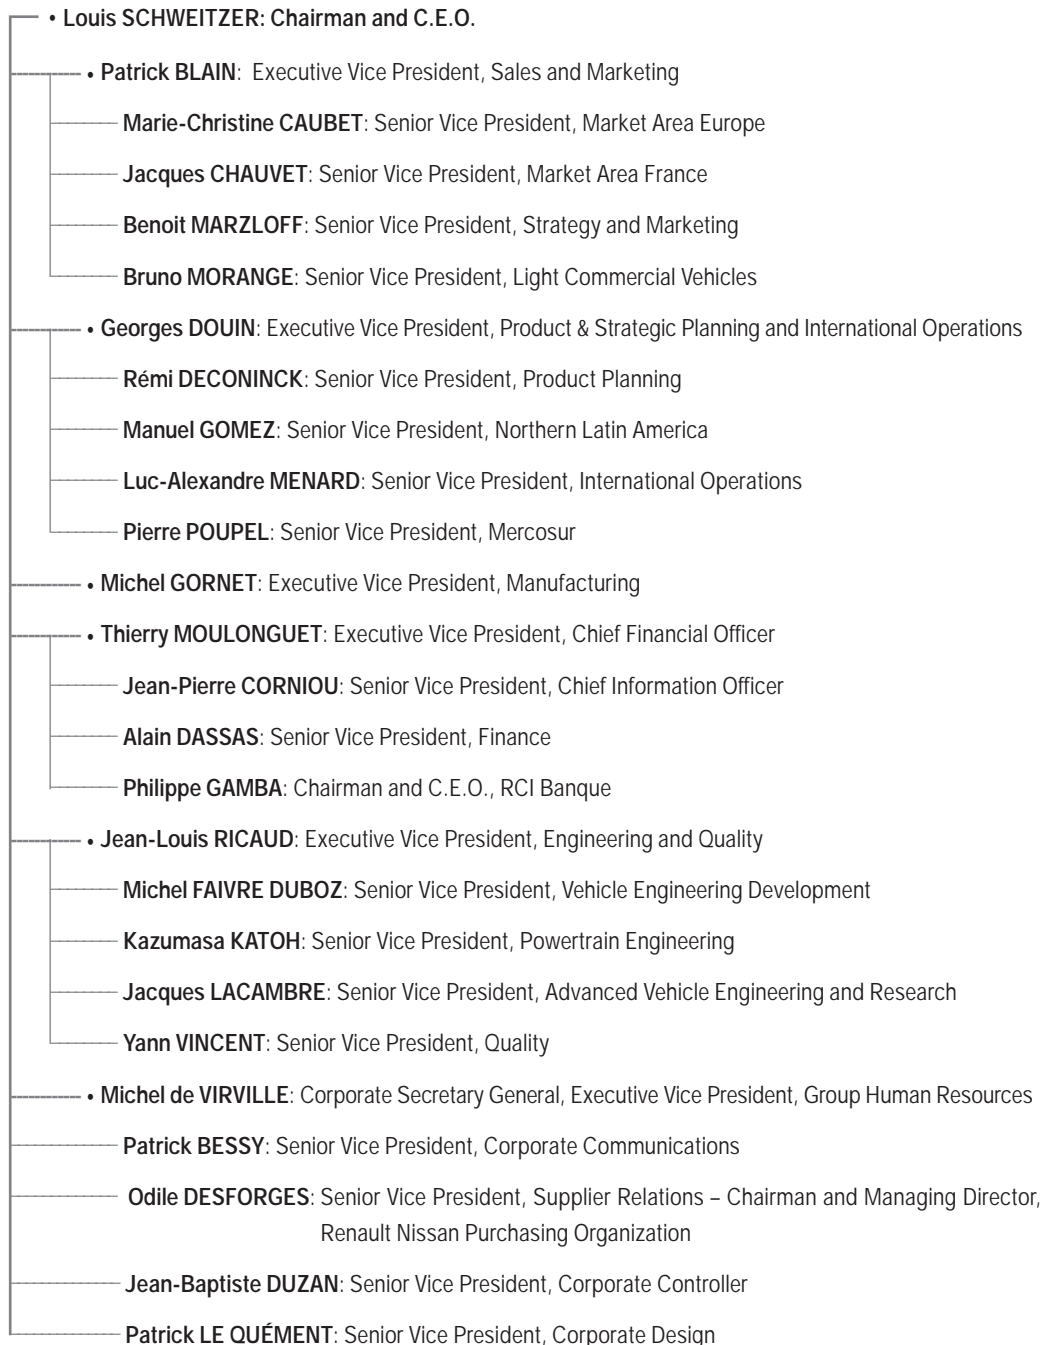 • Louis SCHWEITZER: Chairman and C.E.O.
• Patrick BLAIN: Executive Vice President, Sales and Marketing
Marie-Christine CAUBET: Senior Vice President, Market Area Europe
Jacques CHAUVET: Senior Vice President, Market Area France
Benoit MARZLOFF: Senior Vice President, Strategy and Marketing
Bruno MORANGE: Senior Vice President, Light Commercial Vehicles
• Georges DOUIN: Executive Vice President, Product & Strategic Planning and International Operations
Rémi DECONINCK: Senior Vice President, Product Planning
Manuel GOMEZ: Senior Vice President, Northern Latin America
Luc-Alexandre MENARD: Senior Vice President, International Operations
Pierre POUPEL: Senior Vice President, Mercosur
• Michel GORNET: Executive Vice President, Manufacturing
• Thierry MOULONGUET: Executive Vice President, Chief Financial Officer
Jean-Pierre CORNIOU: Senior Vice President, Chief Information Officer
Alain DASSAS: Senior Vice President, Finance
Philippe GAMBA: Chairman and C.E.O., RCI Banque
• Jean-Louis RICAUD: Executive Vice President, Engineering and Quality
Michel FAIVRE DUBOZ: Senior Vice President, Vehicle Engineering Development
Kazumasa KATOH: Senior Vice President, Powertrain Engineering
Jacques LACAMBRE: Senior Vice President, Advanced Vehicle Engineering and Research
Yann VINCENT: Senior Vice President, Quality
• Michel de VIRVILLE: Corporate Secretary General, Executive Vice President, Group Human Resources
Patrick BESSY: Senior Vice President, Corporate Communications
Odile DESFORGES: Senior Vice President, Supplier Relations – Chairman and Managing Director,
Renault Nissan Purchasing Organization
Jean-Baptiste DUZAN: Senior Vice President, Corporate Controller
Patrick LE QUÉMENT: Senior Vice President, Corporate Design